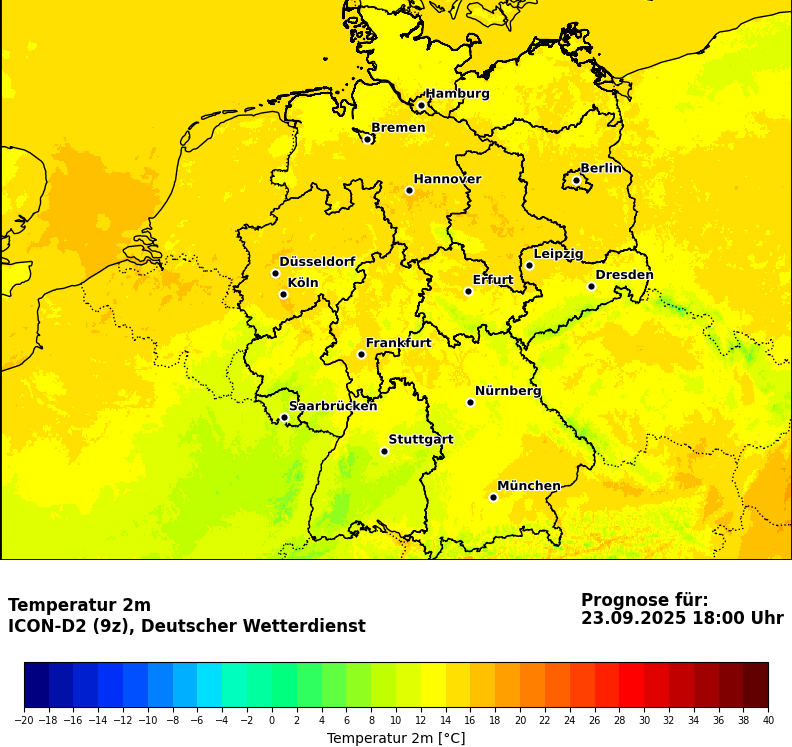 Hamburg
Bremen
Berlin
Hannover
Leipzig
Düsseldorf
Dresden
Köln
Erfurt
Frankfurt
Nürnberg
Saarbrücken
Stuttgart
München
Temperatur 2m
ICON-D2 (9z), Deutscher Wetterdienst
Prognose für:
23.09.2025 18:00 Uhr
−20 −18 −16 −14 −12 −10 −8 −6 −4 −2 0 2 4 6 8 10 12 14 16 18 20 22 24 26 28 30 32 34 36 38 40
Temperatur 2m [°C]